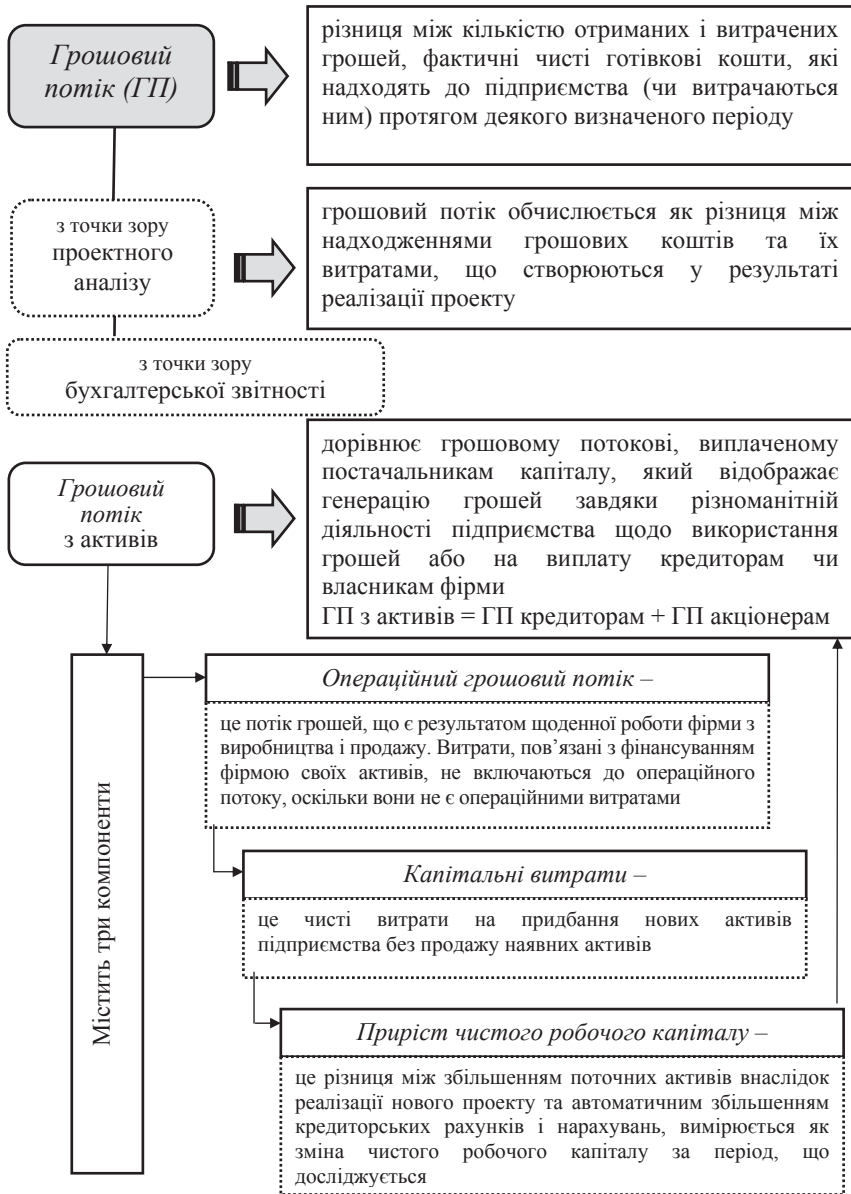 Грошовий
потік (ГП)
різниця між кількістю отриманих і витрачених
грошей, фактичні чисті готівкові кошти, які
надходять до підприємства (чи витрачаються
ним) протягом деякого визначеного періоду
з точки зору
проектного
аналізу
грошовий потік обчислюється як різниця між
надходженнями грошових коштів та їх
витратами, що створюються у результаті
реалізації проекту
з точки зору
бухгалтерської звітності
Грошовий
потік
з активів
дорівнює грошовому потокові, виплаченому
постачальникам капіталу, який відображає
генерацію грошей завдяки різноманітній
діяльності підприємства щодо використання
грошей або на виплату кредиторам чи
власникам фірми
ГП з активів = ГП кредиторам + ГП акціонерам
Містить три компоненти
Операційний грошовий потік –
це потік грошей, що є результатом щоденної роботи фірми з
виробництва і продажу. Витрати, пов’язані з фінансуванням
фірмою своїх активів, не включаються до операційного
потоку, оскільки вони не є операційними витратами
Капітальні витрати –
це чисті витрати на придбання нових активів
підприємства без продажу наявних активів
Приріст чистого робочого капіталу –
це різниця між збільшенням поточних активів внаслідок
реалізації нового проекту та автоматичним збільшенням
кредиторських рахунків і нарахувань, вимірюється як
зміна чистого робочого капіталу за період, що
досліджується